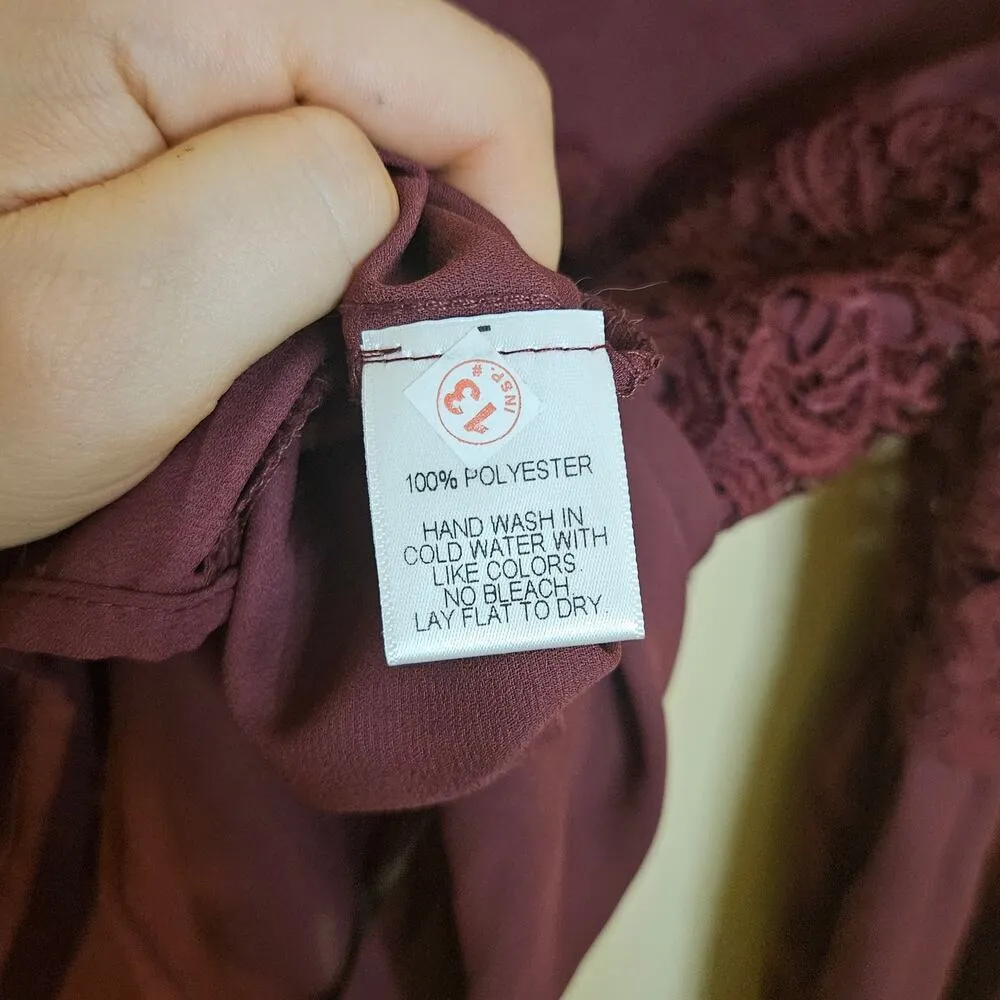 INSP. #
13
100% POLYESTER
HAND WASH IN
COLD WATER WITH
LIKE COLORS
NO BLEACH.
LAY FLAT TO DRY.